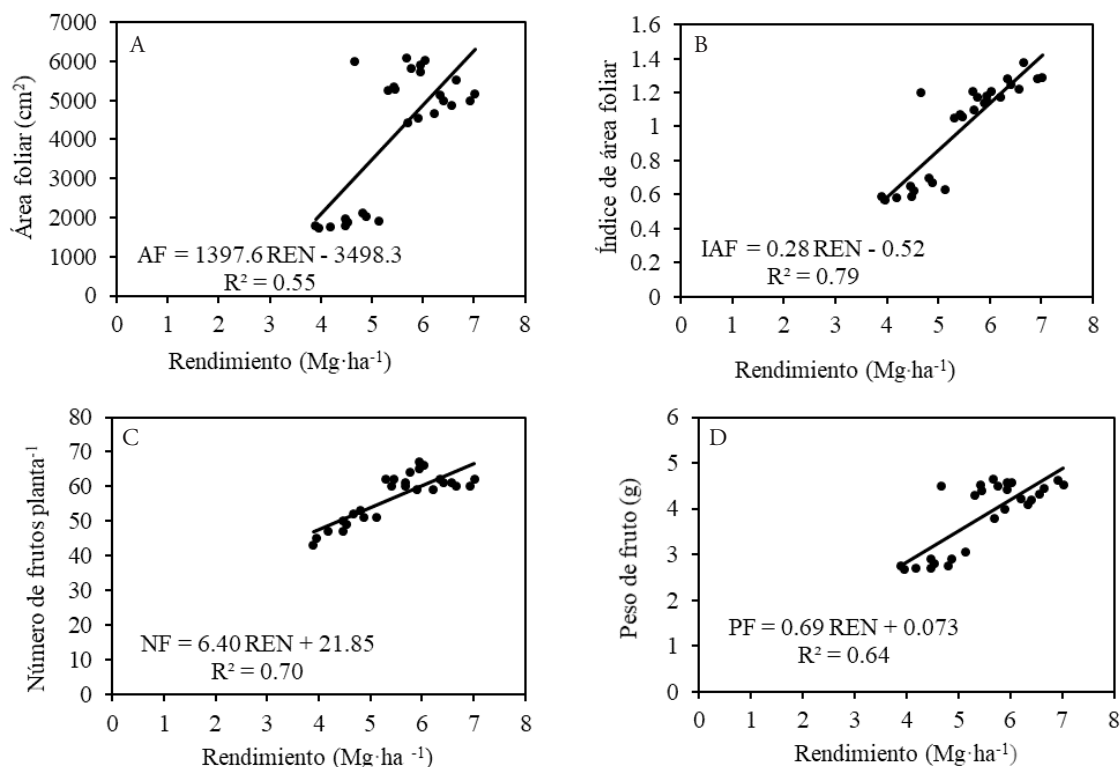 A
Área foliar (cm²)
7000
6000
5000
4000
3000
2000
1000
0
AF = 1397.6 REN - 3498.3
R² = 0.55
0 1 2 3 4 5 6 7 8
Rendimiento (Mg·ha⁻¹)
B
Índice de área foliar
1.6
1.4
1.2
1
0.8
0.6
0.4
0.2
0
IAF = 0.28 REN - 0.52
R² = 0.79
0 1 2 3 4 5 6 7 8
Rendimiento (Mg·ha⁻¹)
C
Número de frutos planta⁻¹
80
70
60
50
40
30
20
10
0
NF = 6.40 REN + 21.85
R² = 0.70
0 1 2 3 4 5 6 7 8
Rendimiento (Mg·ha ⁻¹)
D
Peso de fruto (g)
6
5
4
3
2
1
0
PF = 0.69 REN + 0.073
R² = 0.64
0 1 2 3 4 5 6 7 8
Rendimiento (Mg·ha⁻¹)